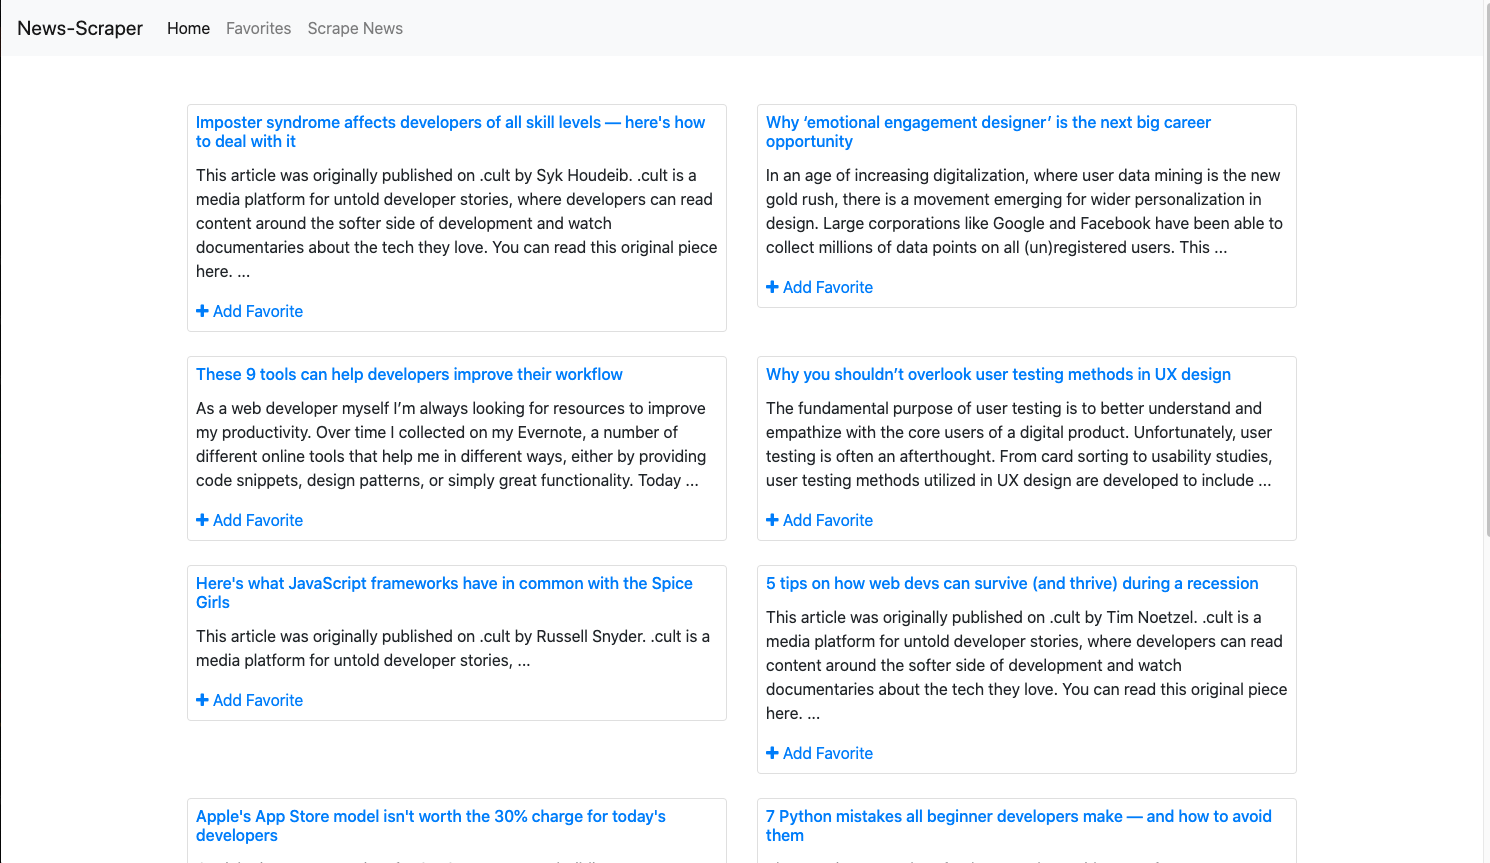 News-Scraper Home Favorites Scrape News
Imposter syndrome affects developers of all skill levels — here's how
to deal with it
This article was originally published on .cult by Syk Houdeib. .cult is a
media platform for untold developer stories, where developers can read
content around the softer side of development and watch
documentaries about the tech they love. You can read this original piece
here. ...
Add Favorite
Why ‘emotional engagement designer’ is the next big career
opportunity
In an age of increasing digitalization, where user data mining is the new
gold rush, there is a movement emerging for wider personalization in
design. Large corporations like Google and Facebook have been able to
collect millions of data points on all (un)registered users. This ...
Add Favorite
These 9 tools can help developers improve their workflow
As a web developer myself I’m always looking for resources to improve
my productivity. Over time I collected on my Evernote, a number of
different online tools that help me in different ways, either by providing
code snippets, design patterns, or simply great functionality. Today ...
Add Favorite
Why you shouldn’t overlook user testing methods in UX design
The fundamental purpose of user testing is to better understand and
empathize with the core users of a digital product. Unfortunately, user
testing is often an afterthought. From card sorting to usability studies,
user testing methods utilized in UX design are developed to include ...
Add Favorite
Here's what JavaScript frameworks have in common with the Spice
Girls
This article was originally published on .cult by Russell Snyder. .cult is a
media platform for untold developer stories, ...
Add Favorite
5 tips on how web devs can survive (and thrive) during a recession
This article was originally published on .cult by Tim Noetzel. .cult is a
media platform for untold developer stories, where developers can read
content around the softer side of development and watch
documentaries about the tech they love. You can read this original piece
here. ...
Add Favorite
Apple's App Store model isn't worth the 30% charge for today's
developers
7 Python mistakes all beginner developers make — and how to avoid
them